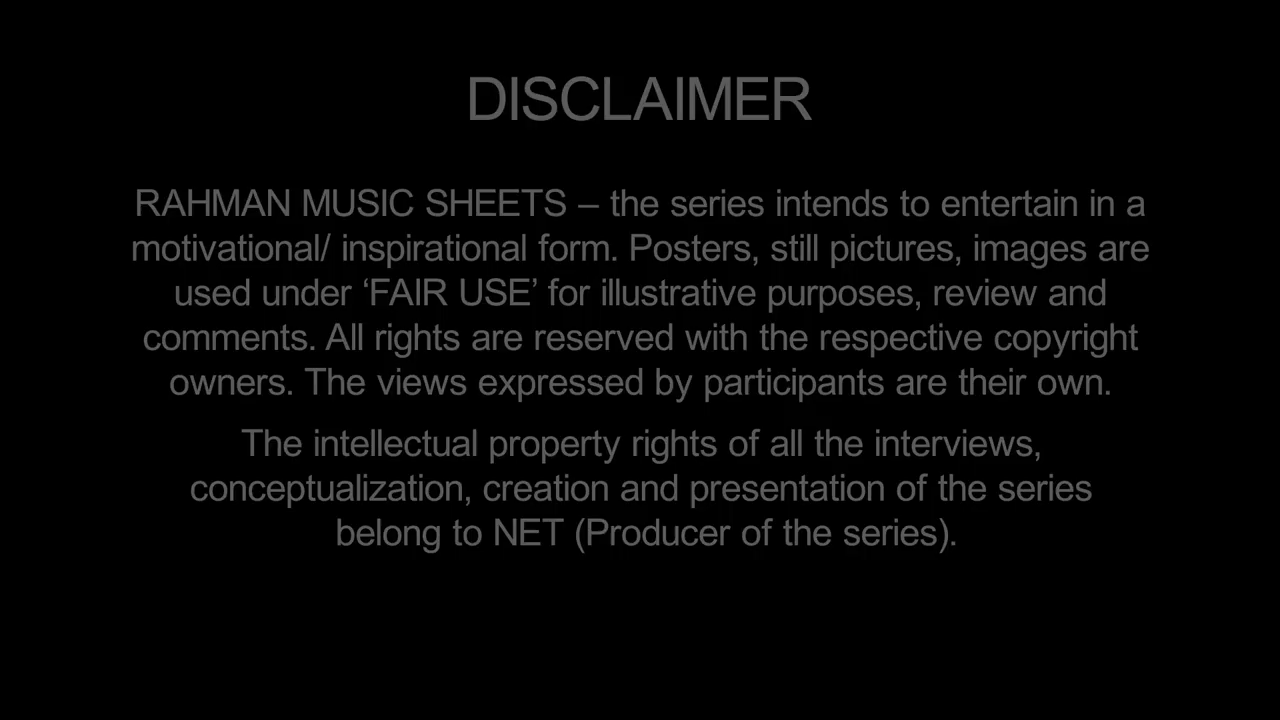 DISCLAIMER
RAHMAN MUSIC SHEETS – the series intends to entertain in a
motivational/ inspirational form. Posters, still pictures, images are
used under ‘FAIR USE’ for illustrative purposes, review and
comments. All rights are reserved with the respective copyright
owners. The views expressed by participants are their own.
The intellectual property rights of all the interviews,
conceptualization, creation and presentation of the series
belong to NET (Producer of the series).